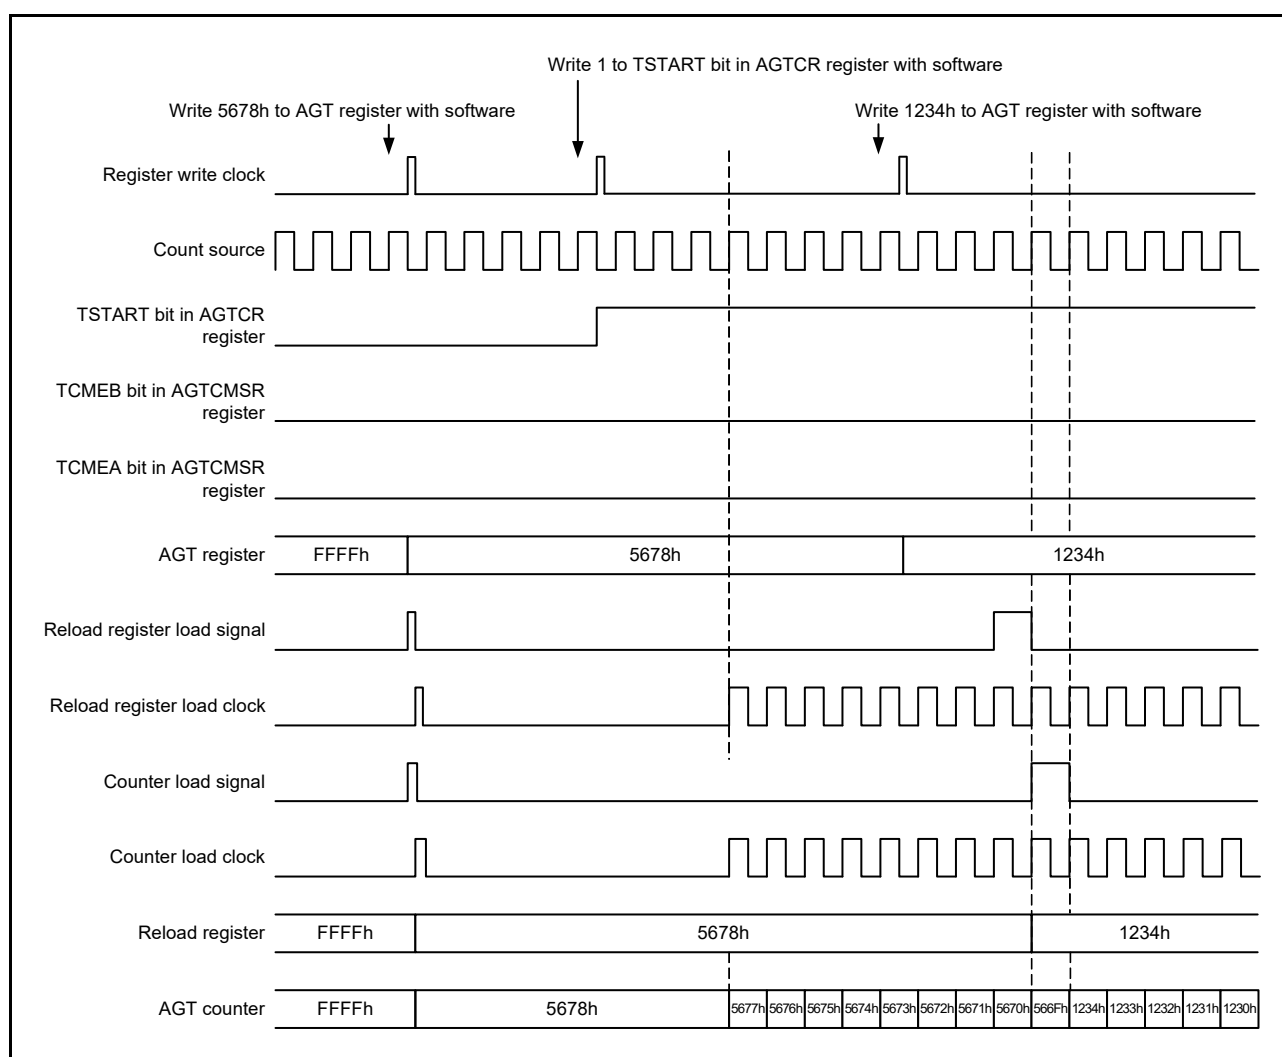 Write 1 to TSTART bit in AGTCR register with software
Write 5678h to AGT register with software
Write 1234h to AGT register with software
Register write clock
Count source
TSTART bit in AGTCR
register
TCMEB bit in AGTCMSR
register
TCMEA bit in AGTCMSR
register
AGT register FFFFh 5678h 1234h
Reload register load signal
Reload register load clock
Counter load signal
Counter load clock
Reload register FFFFh 5678h 1234h
AGT counter FFFFh 5678h 5677h 5676h 5675h 5674h 5673h 5672h 5671h 5670h 566Fh 1234h 1233h 1232h 1231h 1230h